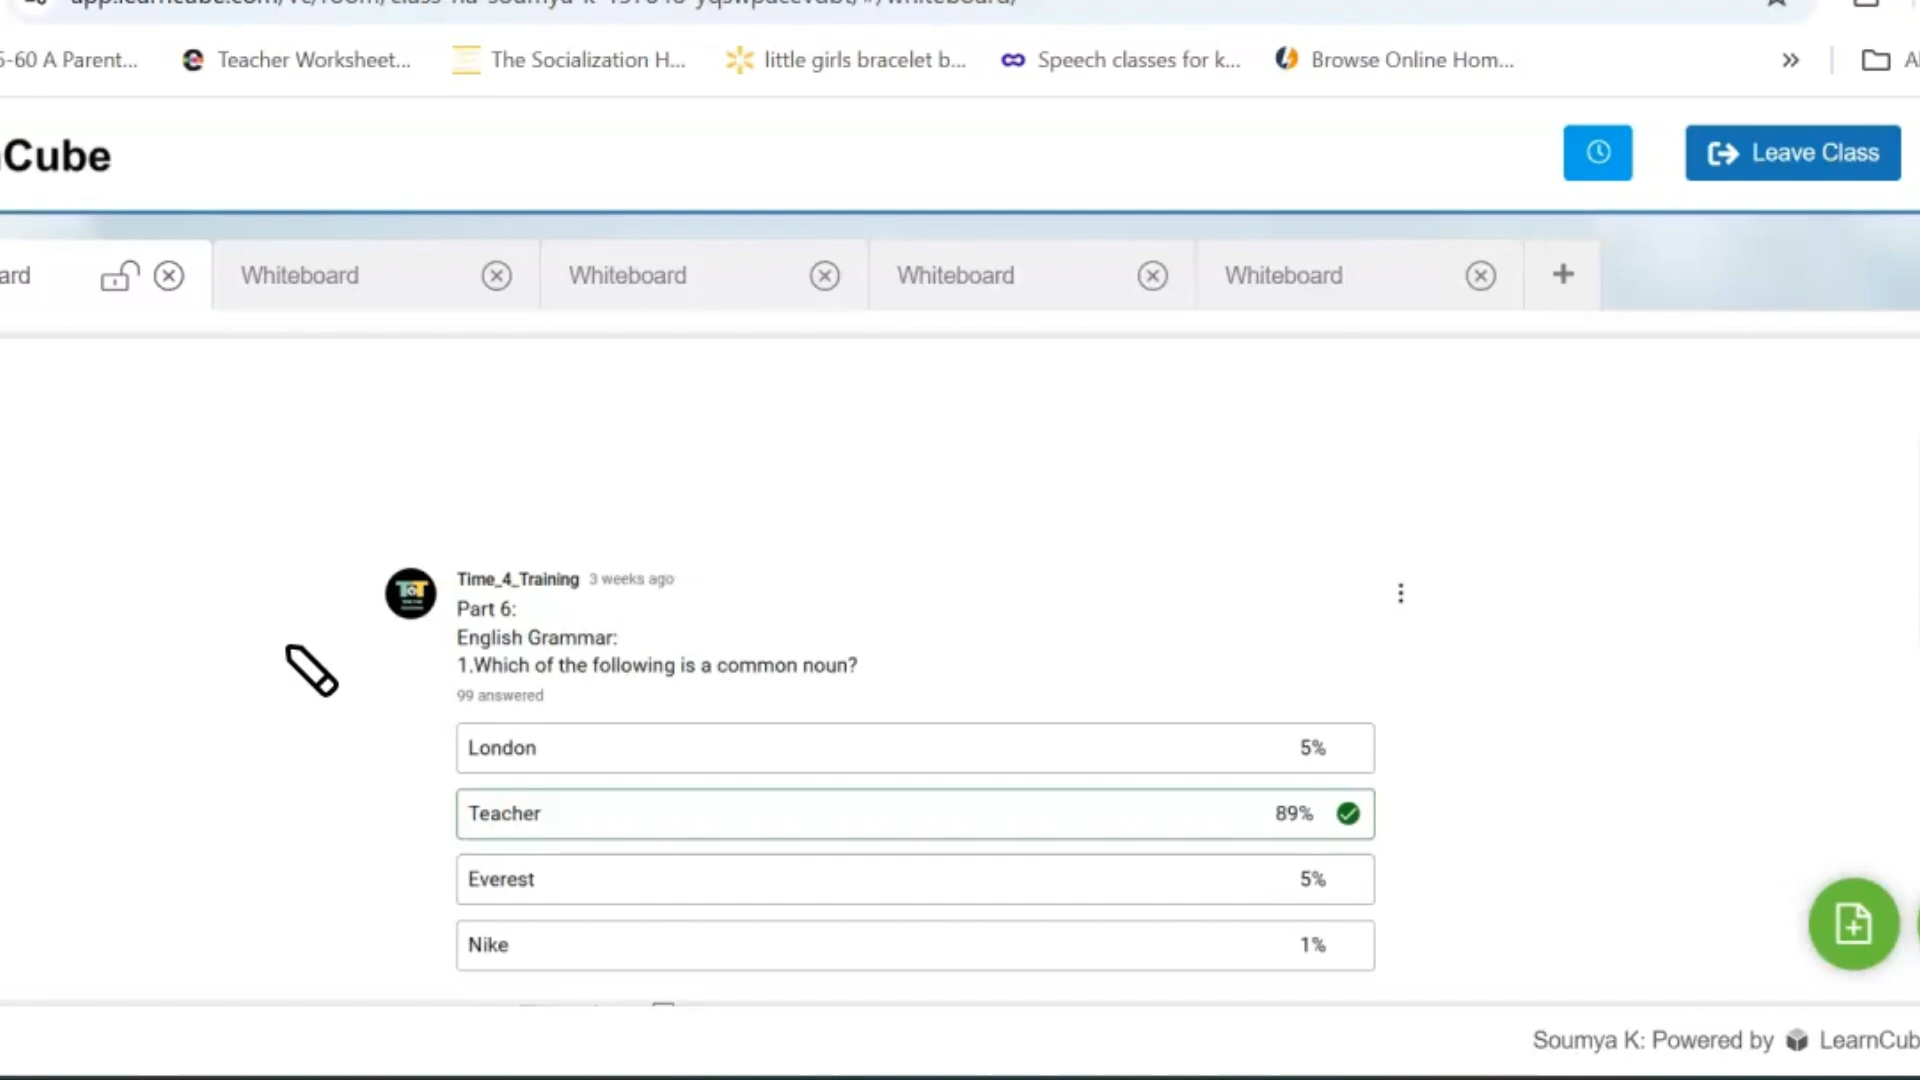 5-60 A Parent... Teacher Worksheet... The Socialization H... little girls bracelet b... Speech classes for k... Browse Online Hom... »
Cube
Leave Class
ard Whiteboard Whiteboard Whiteboard Whiteboard +
Time_4_Training 3 weeks ago
Part 6:
English Grammar:
1.Which of the following is a common noun?
99 answered
London 5%
Teacher 89%
Everest 5%
Nike 1%
Soumya K: Powered by LearnCub